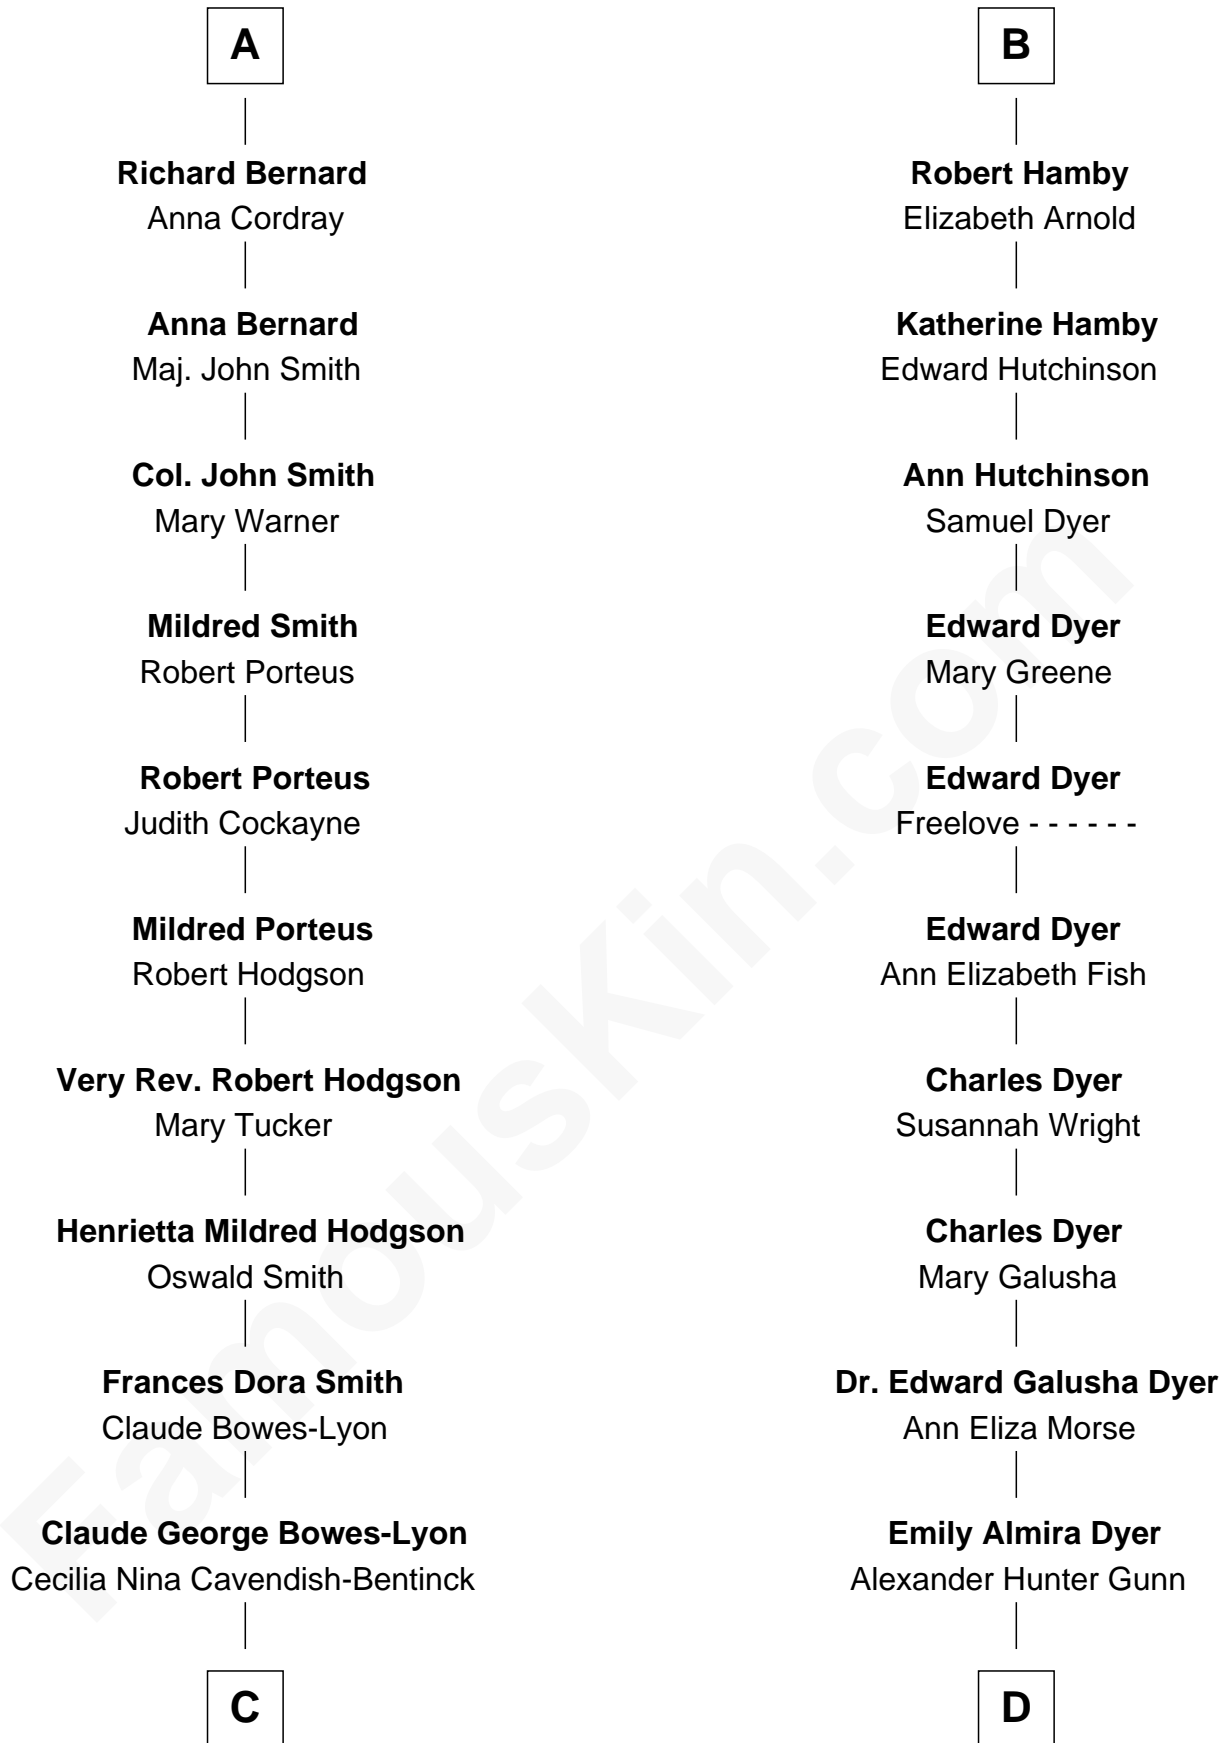 A
Richard Bernard
Anna Cordray
Anna Bernard
Maj. John Smith
Col. John Smith
Mary Warner
Mildred Smith
Robert Porteus
Robert Porteus
Judith Cockayne
Mildred Porteus
Robert Hodgson
Very Rev. Robert Hodgson
Mary Tucker
Henrietta Mildred Hodgson
Oswald Smith
Frances Dora Smith
Claude Bowes-Lyon
Claude George Bowes-Lyon
Cecilia Nina Cavendish-Bentinck
C
B
Robert Hamby
Elizabeth Arnold
Katherine Hamby
Edward Hutchinson
Ann Hutchinson
Samuel Dyer
Edward Dyer
Mary Greene
Edward Dyer
Freelove - - - - - -
Edward Dyer
Ann Elizabeth Fish
Charles Dyer
Susannah Wright
Charles Dyer
Mary Galusha
Dr. Edward Galusha Dyer
Ann Eliza Morse
Emily Almira Dyer
Alexander Hunter Gunn
D
FamousKin.com